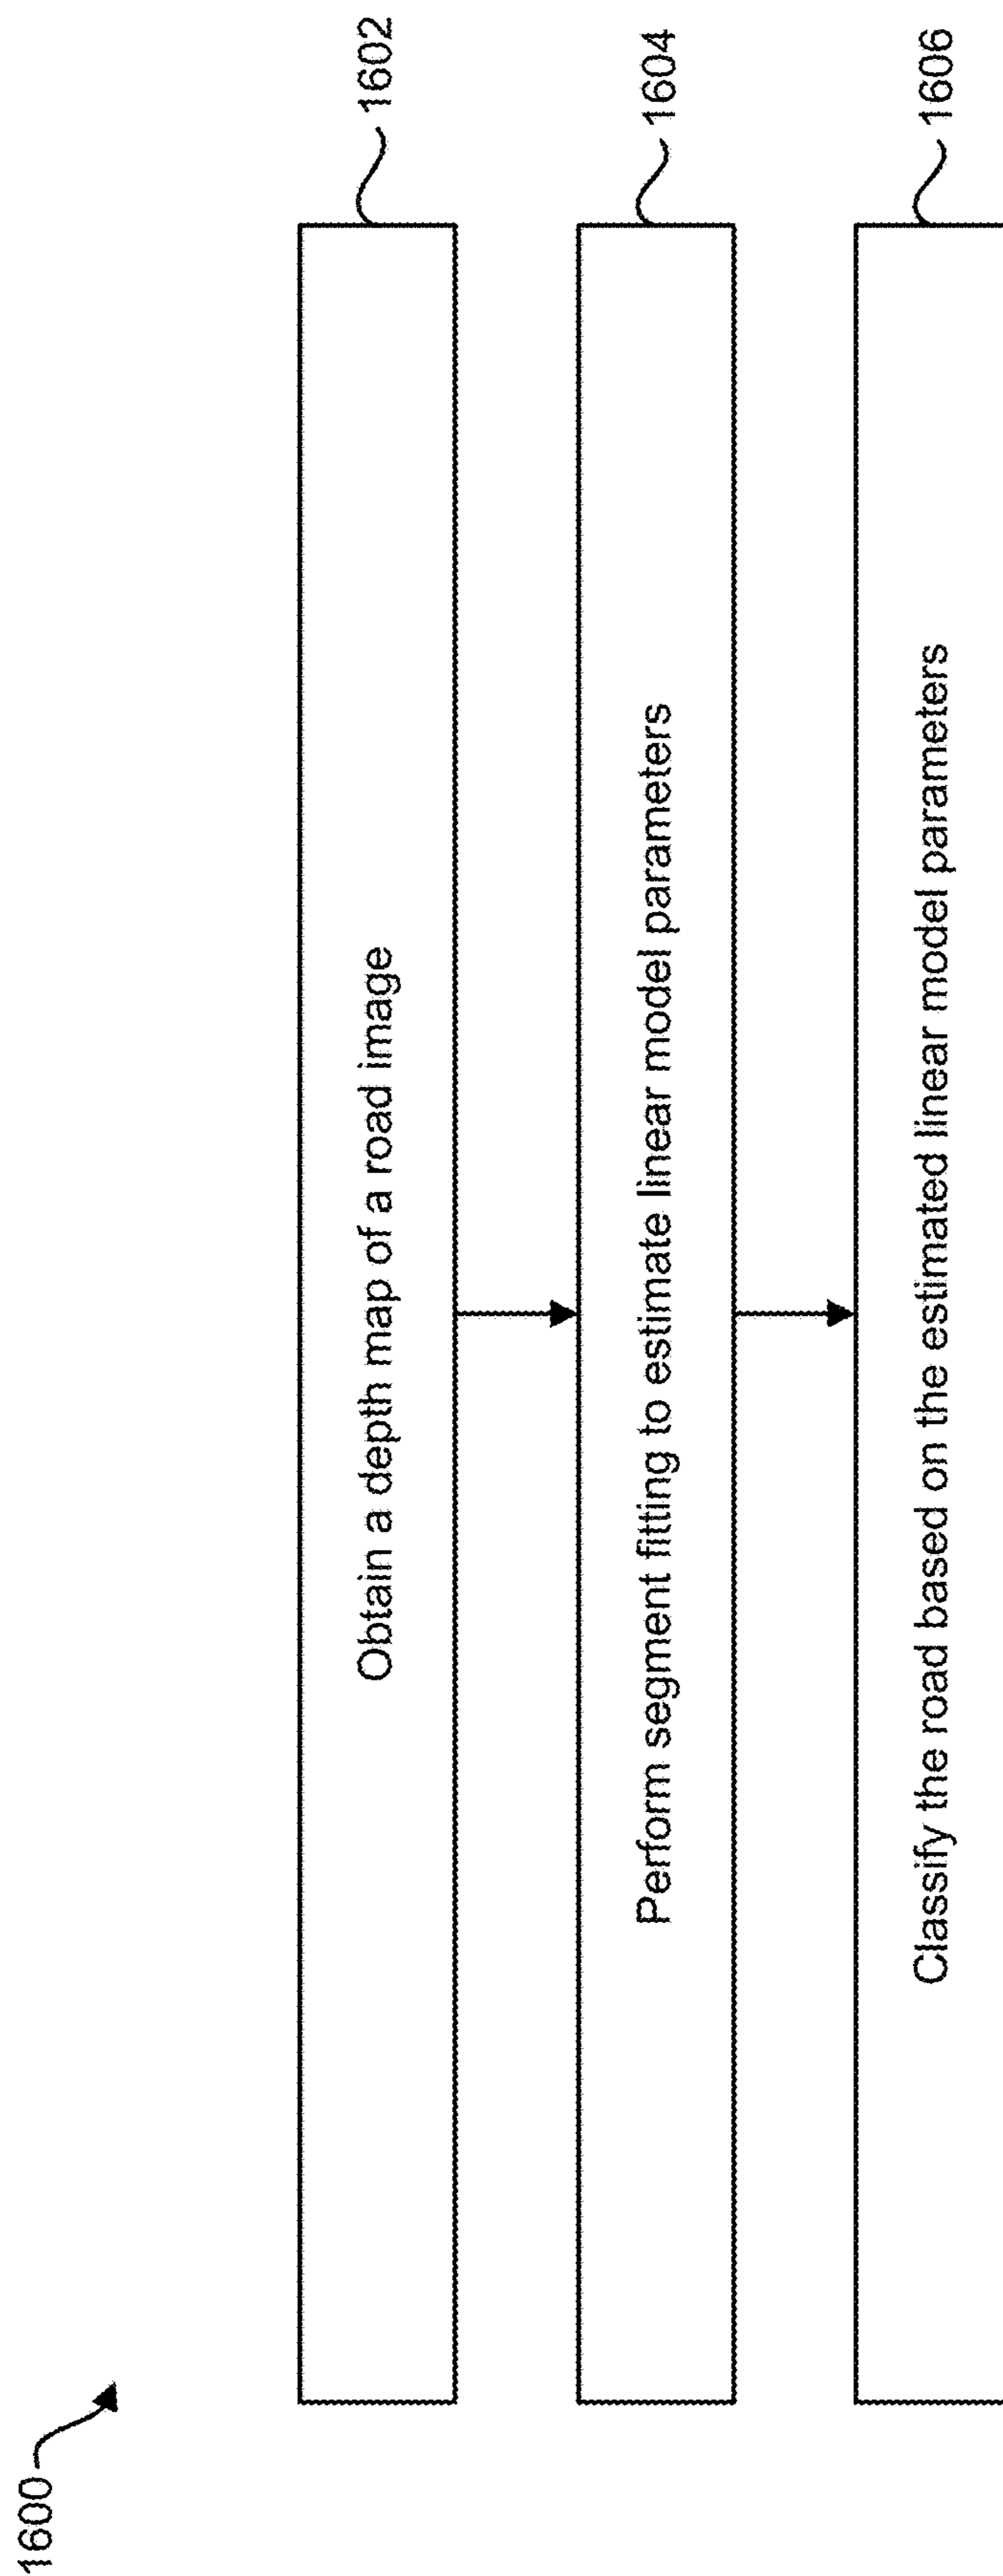 1600
Obtain a depth map of a road image
1602
Perform segment fitting to estimate linear model parameters
1604
Classify the road based on the estimated linear model parameters
1606